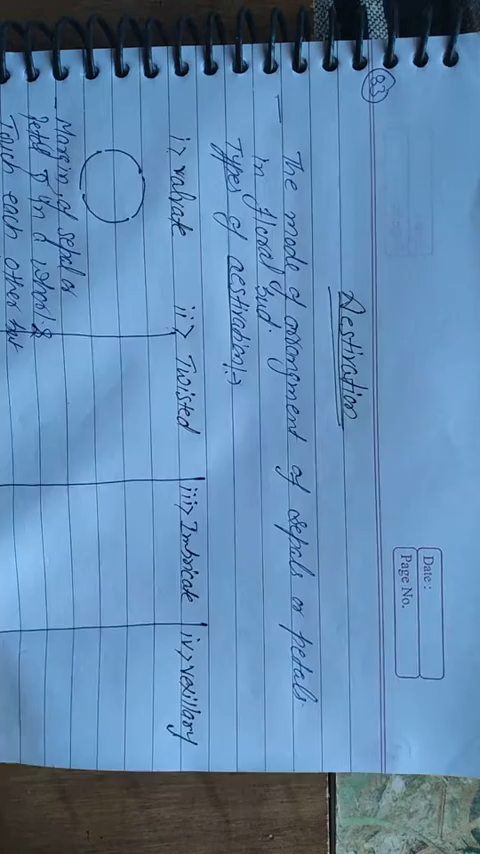 83
Date :
Page No.
Aestivation
– The mode of arrangement of sepals or petals
in floral bud.
Types of aestivation:→
i> valvate
ii> Twisted
iii> Imbricate
iv> vexillary
– Margin of sepal or
petal in a whorl
Touch each other but